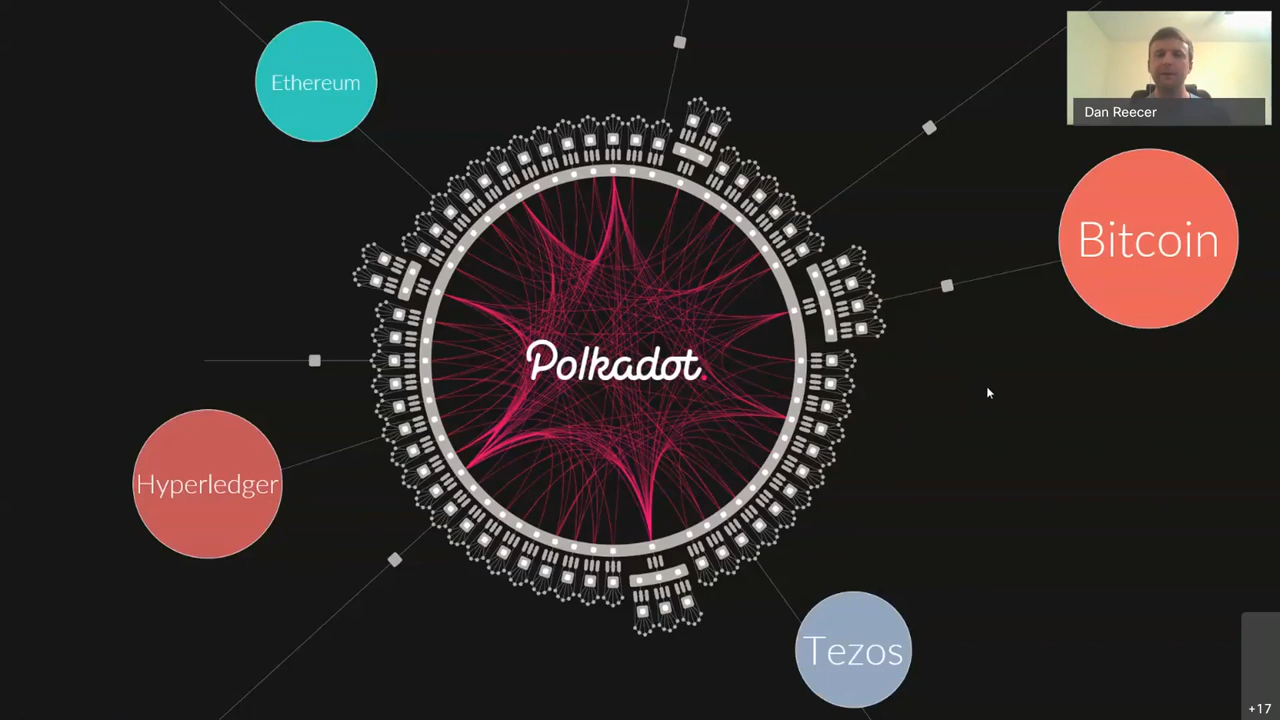 Ethereum
Dan Reecer
Bitcoin
Polkadot.
Hyperledger
Tezos
+17